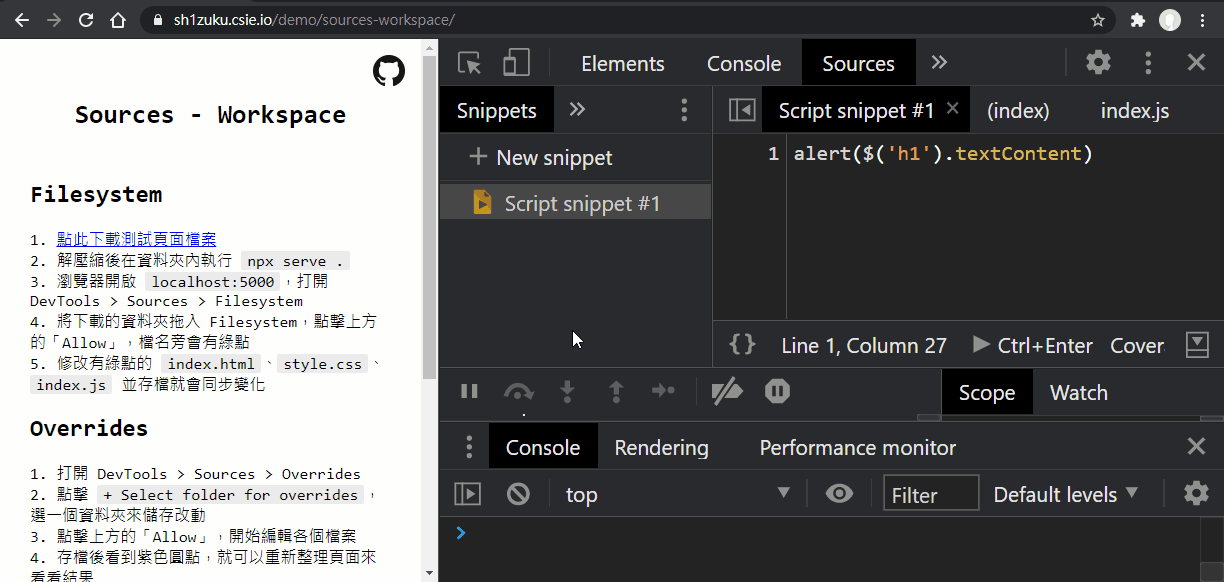 sh1zuku.csie.io/demo/sources-workspace/
Sources - Workspace
Filesystem
1. 點此下載測試頁面檔案
2. 解壓縮後在資料夾內執行 npx serve .
3. 瀏覽器開啟 localhost:5000，打開
DevTools > Sources > Filesystem
4. 將下載的資料夾拖入 Filesystem，點擊上方
的「Allow」，檔名旁會有綠點
5. 修改有綠點的 index.html、style.css、
index.js 並存檔就會同步變化
Overrides
1. 打開 DevTools > Sources > Overrides
2. 點擊 + Select folder for overrides，
選一個資料夾來儲存改動
3. 點擊上方的「Allow」，開始編輯各個檔案
4. 存檔後看到紫色圓點，就可以重新整理頁面來
看看結果
Elements Console Sources »
Snippets »
New snippet
Script snippet #1
Script snippet #1 × (index) index.js
1 alert($('h1').textContent)
{} Line 1, Column 27 Ctrl+Enter Cover
Scope Watch
Console Rendering Performance monitor
top Filter Default levels
>